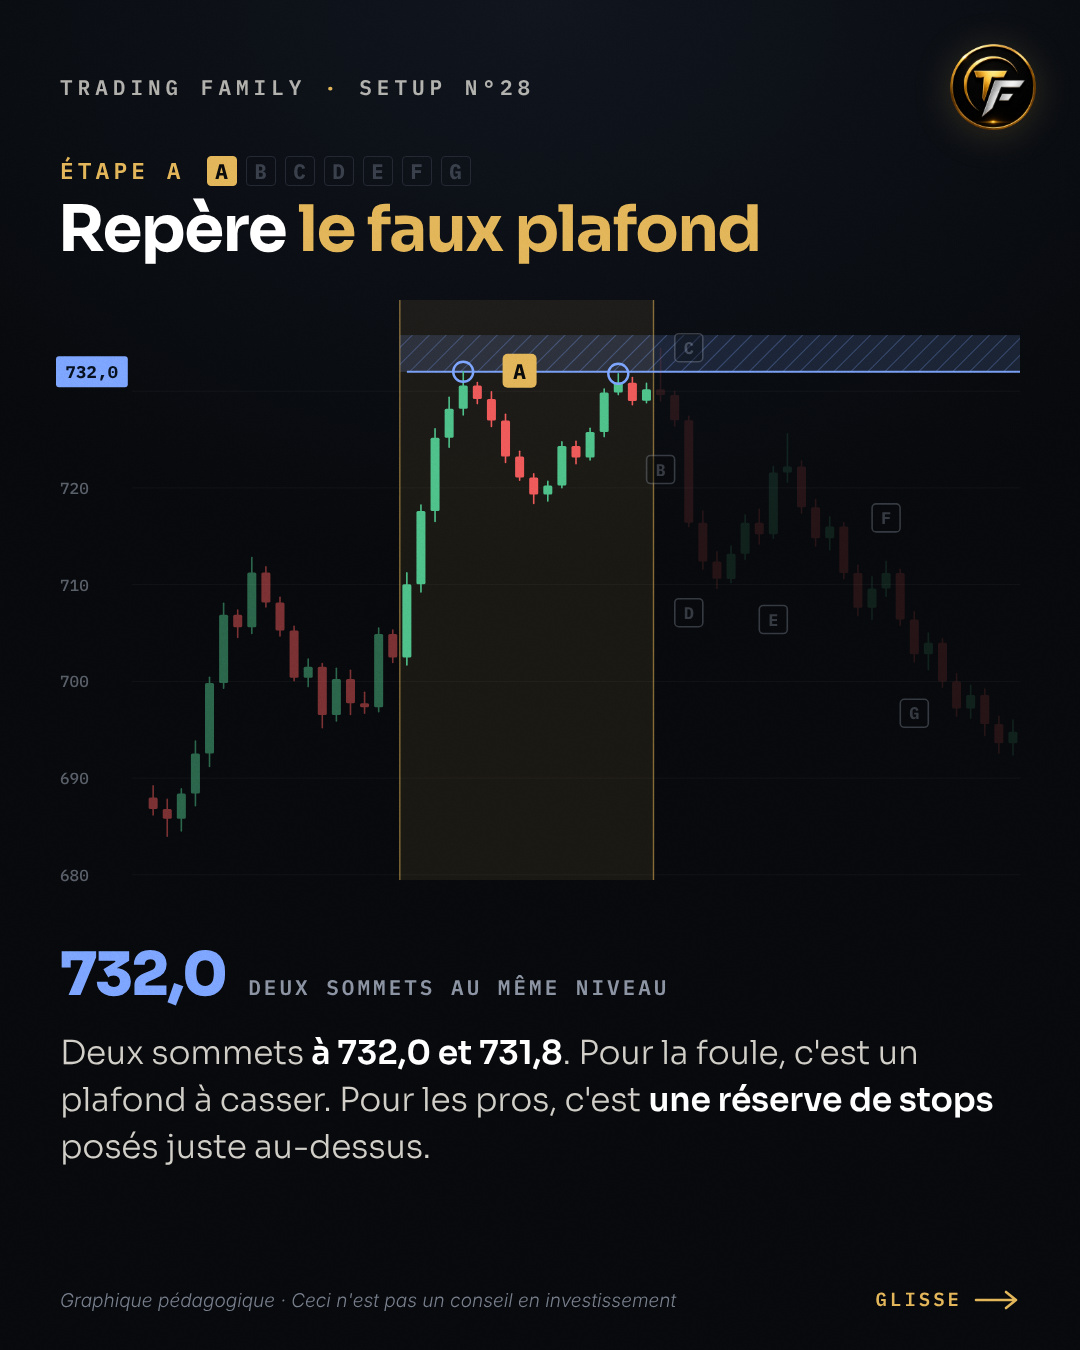 TRADING FAMILY · SETUP N°28
TF
ÉTAPE A A B C D E F G
Repère le faux plafond
C
732,0
A
B
720
F
710
D
E
700
G
690
680
732,0 DEUX SOMMETS AU MÊME NIVEAU
Deux sommets à 732,0 et 731,8. Pour la foule, c'est un
plafond à casser. Pour les pros, c'est une réserve de stops
posés juste au-dessus.
Graphique pédagogique · Ceci n'est pas un conseil en investissement
GLISSE →